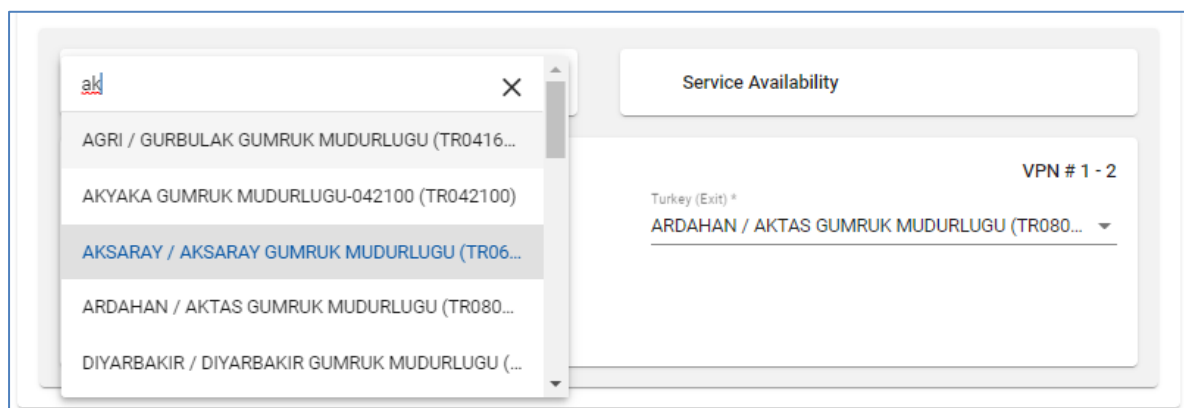 ak
AGRI / GURBULAK GUMRUK MUDURLUGU (TR0416...
AKYAKA GUMRUK MUDURLUGU-042100 (TR042100)
AKSARAY / AKSARAY GUMRUK MUDURLUGU (TR06...
ARDAHAN / AKTAS GUMRUK MUDURLUGU (TR080...
DIYARBAKIR / DIYARBAKIR GUMRUK MUDURLUGU (...
Service Availability
VPN # 1 - 2
Turkey (Exit) *
ARDAHAN / AKTAS GUMRUK MUDURLUGU (TR080...